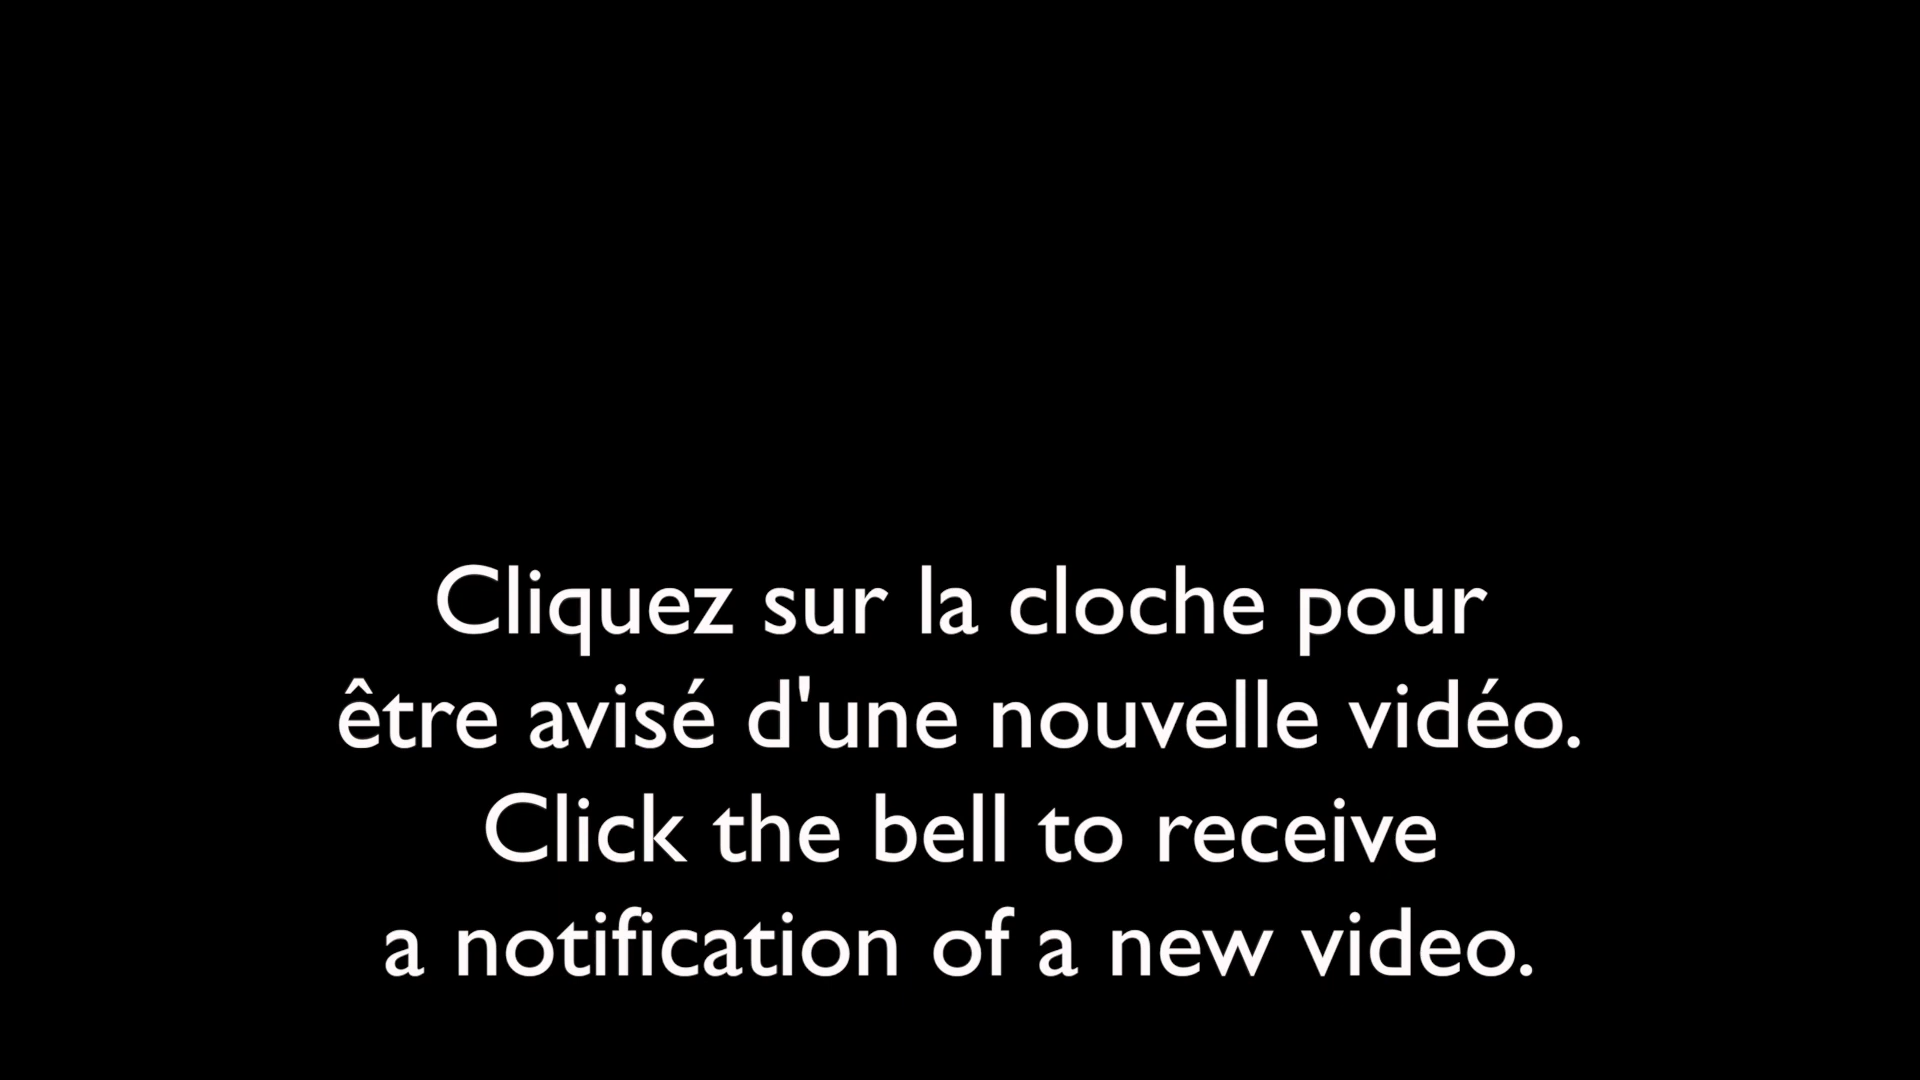 Cliquez sur la cloche pour
être avisé d'une nouvelle vidéo.
Click the bell to receive
a notification of a new video.